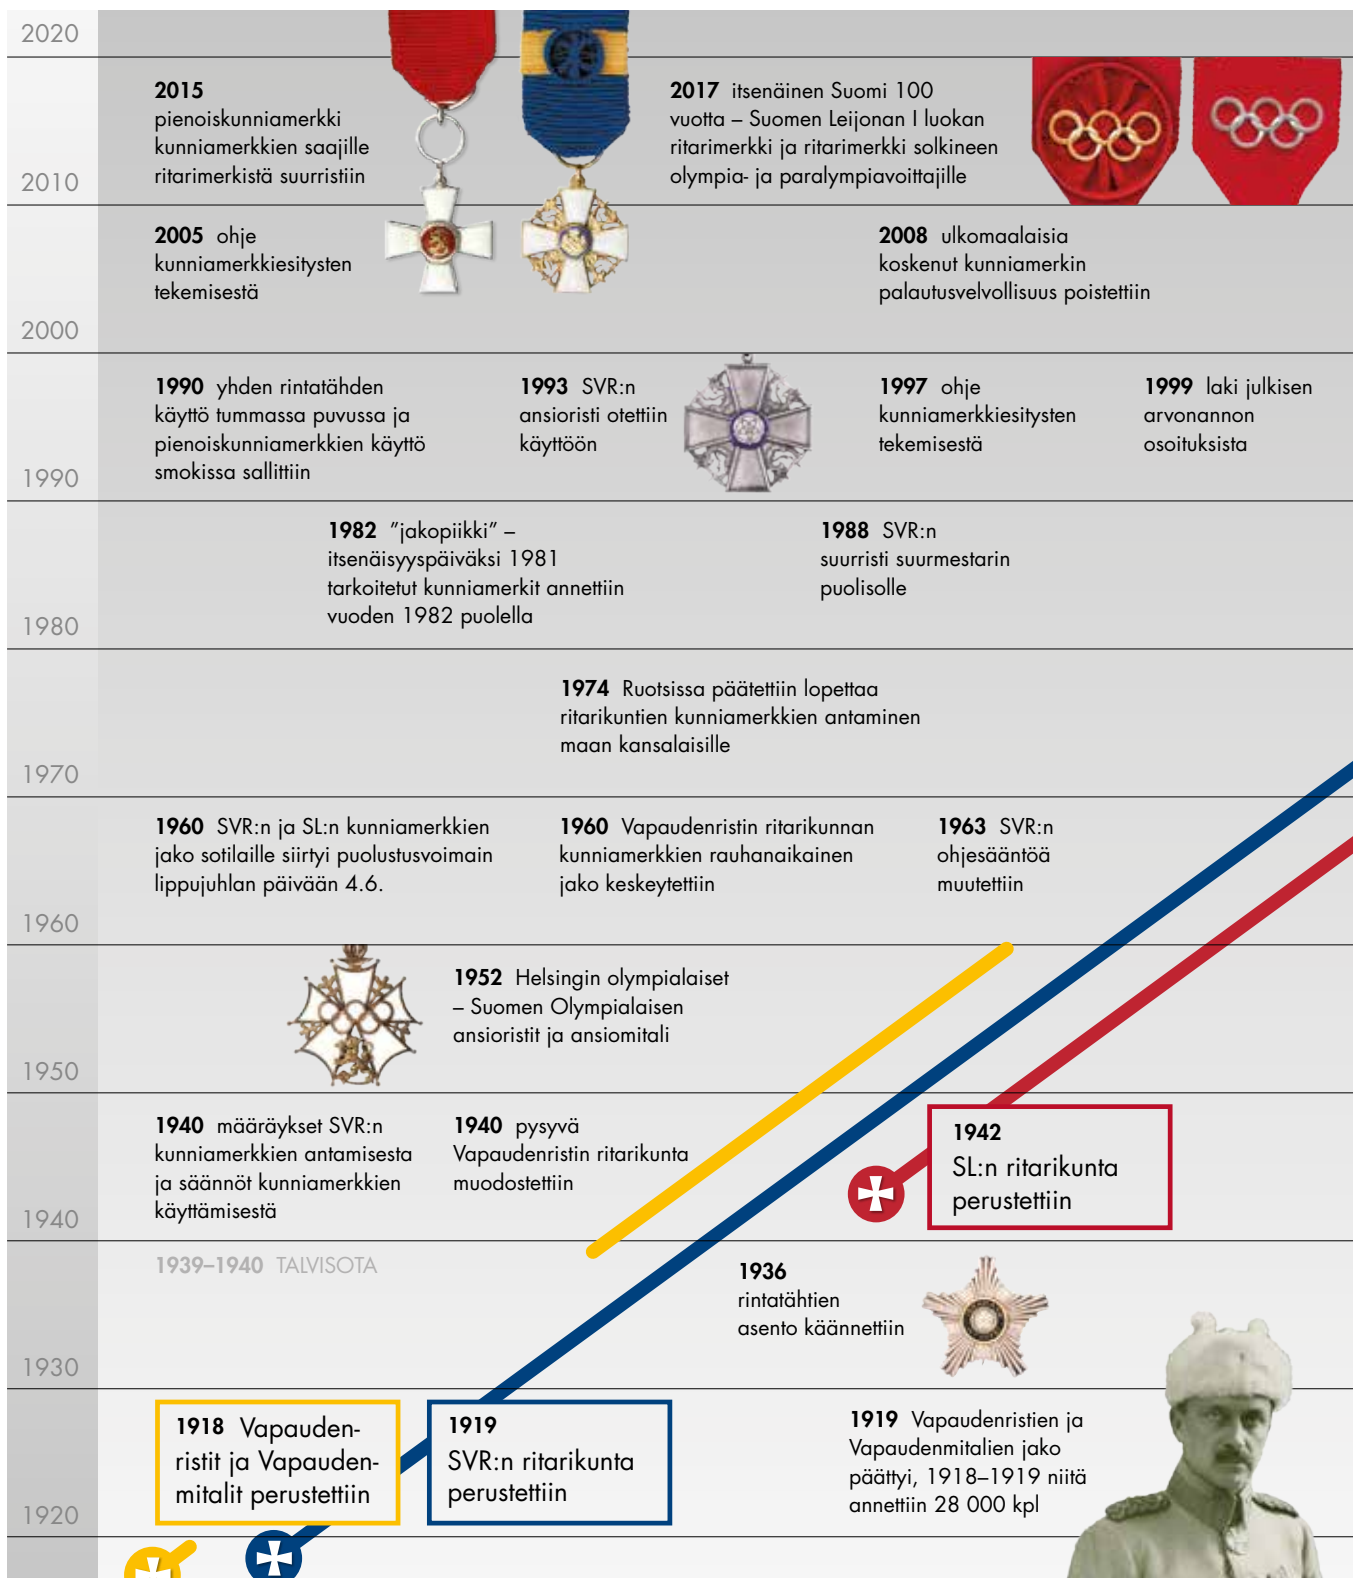 2020
2015
pienoiskunniamerkki
kunniamerkkien saajille
ritarimerkistä suurristiin
2017 itsenäinen Suomi 100
vuotta – Suomen Leijonan I luokan
ritarimerkki ja ritarimerkki solkineen
olympia- ja paralympiavoittajille
2010
2005 ohje
kunniamerkkiesitysten
tekemisestä
2008 ulkomaalaisia
koskenut kunniamerkin
palautusvelvollisuus poistettiin
2000
1990 yhden rintatähden
käyttö tummassa puvussa ja
pienoiskunniamerkkien käyttö
smokissa sallittiin
1993 SVR:n
ansioristi otettiin
käyttöön
1997 ohje
kunniamerkkiesitysten
tekemisestä
1999 laki julkisen
arvonannon
osoituksista
1990
1982 ”jakopiikki” –
itsenäisyyspäiväksi 1981
tarkoitetut kunniamerkit annettiin
vuoden 1982 puolella
1988 SVR:n
suurristi suurmestarin
puolisolle
1980
1974 Ruotsissa päätettiin lopettaa
ritarikuntien kunniamerkkien antaminen
maan kansalaisille
1970
1960 SVR:n ja SL:n kunniamerkkien
jako sotilaille siirtyi puolustusvoimain
lippujuhlan päivään 4.6.
1960 Vapaudenristin ritarikunnan
kunniamerkkien rauhanaikainen
jako keskeytettiin
1963 SVR:n
ohjesääntöä
muutettiin
1960
1952 Helsingin olympialaiset
– Suomen Olympialaisen
ansioristit ja ansiomitali
1950
1940 määräykset SVR:n
kunniamerkkien antamisesta
ja säännöt kunniamerkkien
käyttämisestä
1940 pysyvä
Vapaudenristin ritarikunta
muodostettiin
1942
SL:n ritarikunta
perustettiin
1940
1939–1940 TALVISOTA
1936
rintatähtien
asento käännettiin
1930
1918 Vapauden-
ristit ja Vapauden-
mitalit perustettiin
1919
SVR:n ritarikunta
perustettiin
1919 Vapaudenristien ja
Vapaudenmitalien jako
päättyi, 1918–1919 niitä
annettiin 28 000 kpl
1920